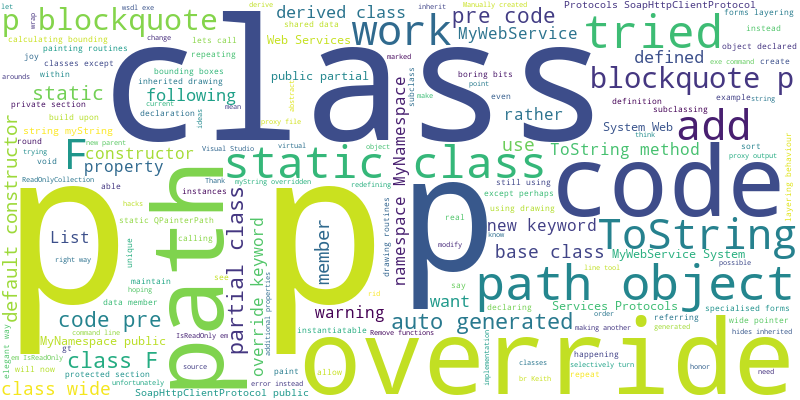 let
wsdl exe
derive
inherit
Manually created
Protocols SoapHttpClientProtocol
p blockquote
wrap
change
derived class
shared data
work
pre code
tried
forms layering
instead
calculating bounding
painting routines
lets call
Web Services
MyWebService
object declared
joy
repeating
marked
defined
exe command
create
classes except
within
bounding boxes
class
subclass
boring bits
blockquote p
arounds
inherited drawing
public partial
point
static
following
abstract
make
even
definition
example
string
private section
current
declaration
ideas
mean
proxy file
rather
subclassing
build upon
System Web
add
string myString
new parent
virtual
object
use
think
round
trying
void
F
constructor
Visual Studio
ToString method
sort
proxy output
property
static class
namespace MyNamespace
still using
code
layering behaviour
default constructor
ReadOnlyCollection
able
Thank
myString overridden
redefining
except perhaps
instances
path
partial class
hacks
real
using drawing
p
p
p
static QPainterPath
override keyword
member
drawing routines
new keyword
ToString
List
calling
unique
know
modify
base class
MyWebService System
right way
see
additional properties
say
line tool
possible
maintain
hoping
rid
want
declaring
path object
data member
warning
Services Protocols
specialised forms
code pre
auto generated
order
referring
wide pointer
elegant way
command line
IsReadOnly em
instantiatable
Remove functions
making another
generated
hides inherited
MyNamespace public
gt
em IsReadOnly
class F
override
implementation
happening
will now
protected section
source
paint
allow
classes
selectively turn
honor
need
class wide
unfortunately
error instead
br Keith
repeat
SoapHttpClientProtocol public